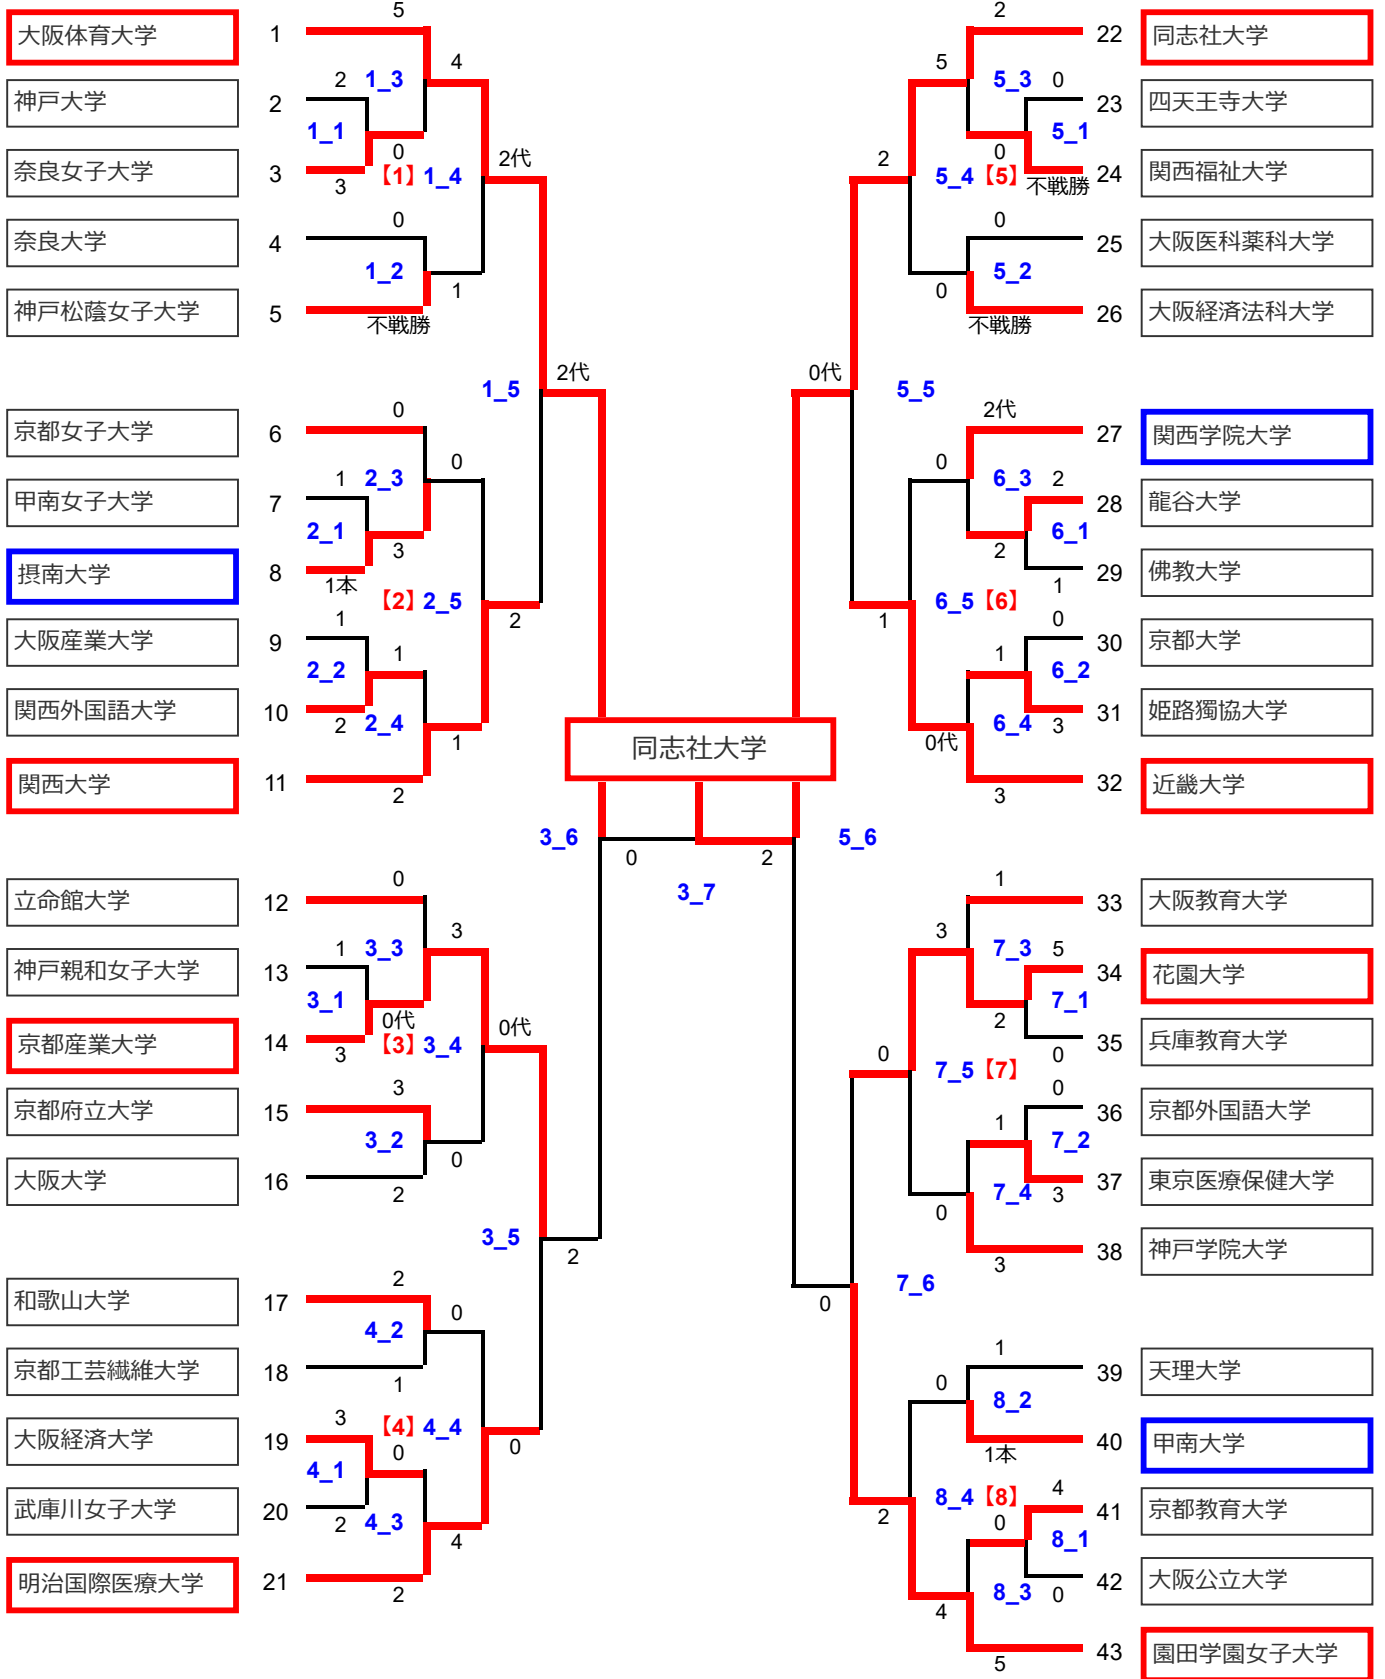 5
大阪体育大学 1
4
2 1_3
神戸大学 2
1_1
0
奈良女子大学 3
3 【1】 1_4
2代
0
奈良大学 4
1_2
1
神戸松蔭女子大学 5
不戦勝
1_5
2代
0
京都女子大学 6
0
1 2_3
甲南女子大学 7
2_1
3
摂南大学 8
1本
【2】 2_5
2
1
大阪産業大学 9
1
2_2
関西外国語大学 10
2 2_4
1
関西大学 11
2
同志社大学
3_6
0
2
5_6
3_7
0
立命館大学 12
3
1 3_3
神戸親和女子大学 13
3_1
0代
京都産業大学 14
3 【3】 3_4
0代
3
京都府立大学 15
3_2
0
大阪大学 16
2
3_5
2
2
和歌山大学 17
0
4_2
京都工芸繊維大学 18
1
3 【4】 4_4
大阪経済大学 19
0
0
4_1
武庫川女子大学 20
2 4_3
4
明治国際医療大学 21
2
2
22 同志社大学
5
5_3 0
23 四天王寺大学
5_1
0
2
5_4 【5】 24 関西福祉大学
不戦勝
0
25 大阪医科薬科大学
5_2
0
26 大阪経済法科大学
不戦勝
0代
5_5
2代
27 関西学院大学
0
6_3 2
28 龍谷大学
6_1
2
29 佛教大学
1
6_5 【6】
1
0
30 京都大学
1
6_2
31 姫路獨協大学
6_4 3
0代
32 近畿大学
3
1
33 大阪教育大学
3
7_3 5
34 花園大学
7_1
2
35 兵庫教育大学
0
0
7_5 【7】
0
36 京都外国語大学
1
7_2
37 東京医療保健大学
7_4 3
0
38 神戸学院大学
3
7_6
0
1
39 天理大学
0
8_2
40 甲南大学
1本
8_4 【8】 4
2
0
41 京都教育大学
8_1
42 大阪公立大学
8_3 0
4
43 園田学園女子大学
5